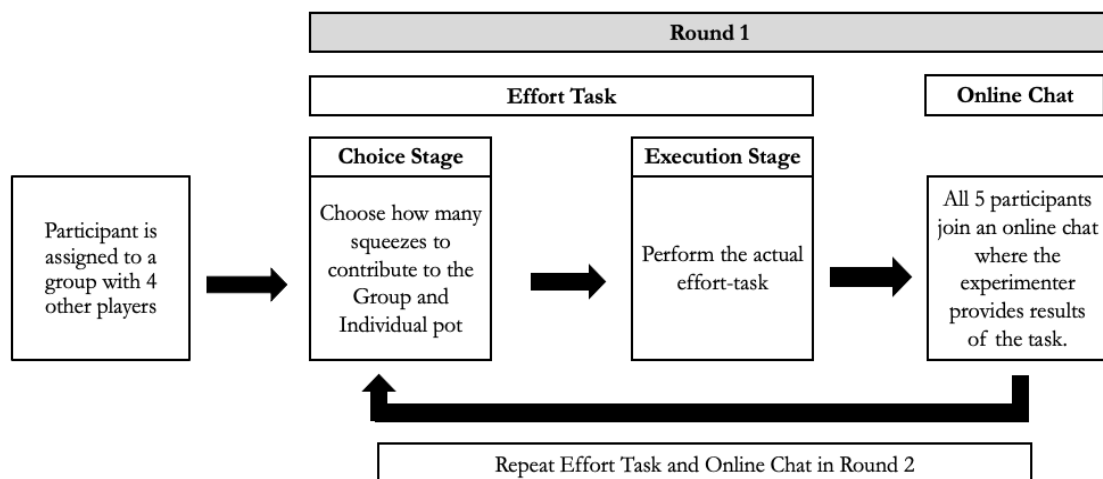 Round 1
Effort Task
Online Chat
Choice Stage
Execution Stage
Participant is
assigned to a
group with 4
other players
Choose how many
squeezes to
contribute to the
Group and
Individual pot
Perform the actual
effort-task
All 5 participants
join an online chat
where the
experimenter
provides results
of the task.
Repeat Effort Task and Online Chat in Round 2